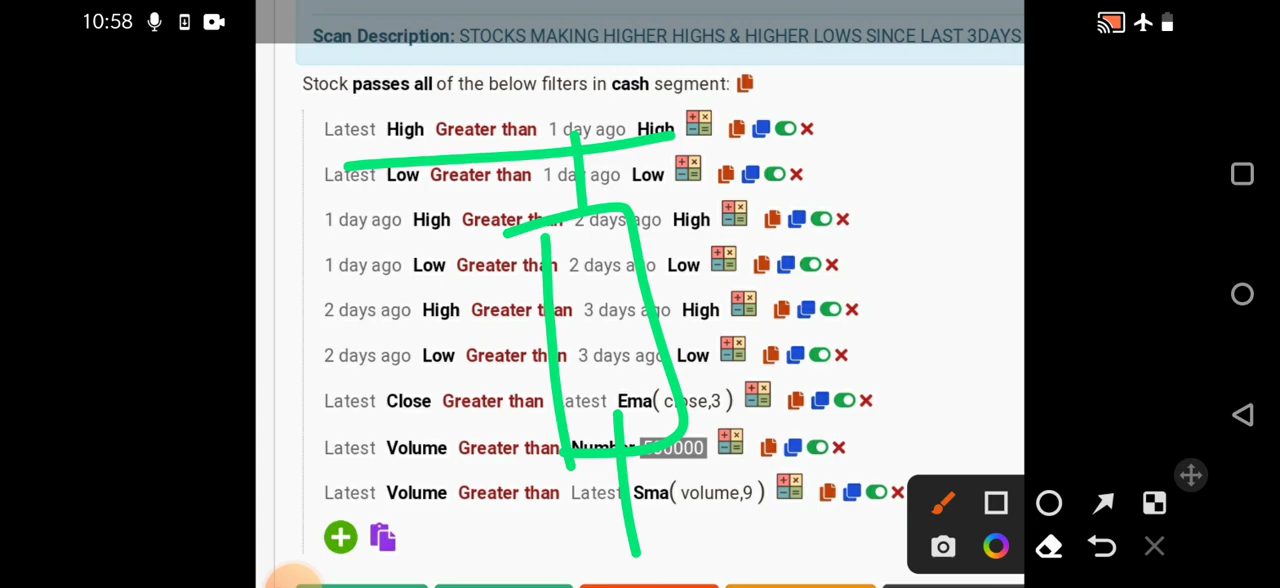 10:58
Scan Description: STOCKS MAKING HIGHER HIGHS & HIGHER LOWS SINCE LAST 3DAYS
Stock passes all of the below filters in cash segment:
Latest High Greater than 1 day ago High
Latest Low Greater than 1 day ago Low
1 day ago High Greater than 2 days ago High
1 day ago Low Greater than 2 days ago Low
2 days ago High Greater than 3 days ago High
2 days ago Low Greater than 3 days ago Low
Latest Close Greater than Latest Ema( close,3 )
Latest Volume Greater than Number 500000
Latest Volume Greater than Latest Sma( volume,9 )